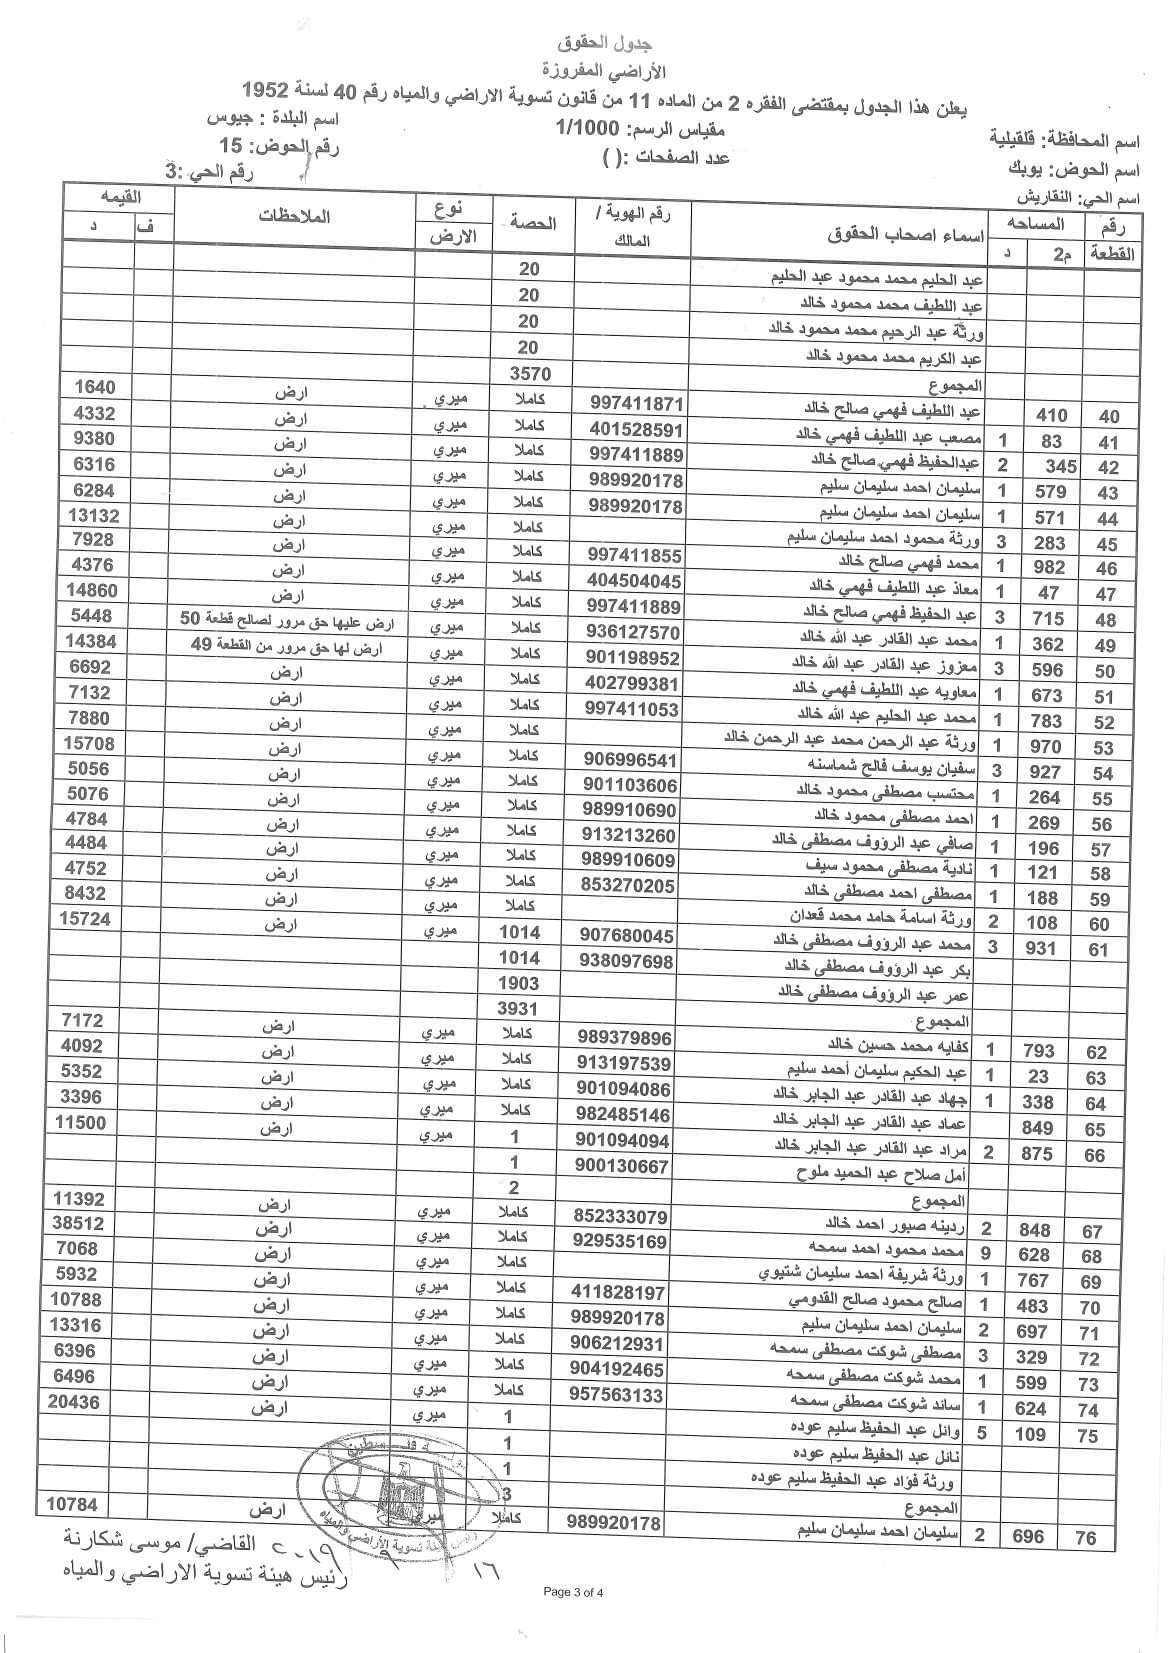 جدول الحقوق
الأراضي المفروزة
يعلن هذا الجدول بمقتضى الفقره 2 من الماده 11 من قانون تسوية الاراضي والمياه رقم 40 لسنة 1952
اسم المحافظة: قلقيلية مقياس الرسم: 1/1000 اسم البلدة : جيوس
اسم الحوض: يوبك عدد الصفحات :( ) رقم الحوض: 15
اسم الحي: النقاريش رقم الحي :3
رقم القطعة المساحه م2 د اسماء اصحاب الحقوق رقم الهوية / المالك الحصة نوع الارض الملاحظات القيمه ف د
عبد الحليم محمد محمود عبد الحليم 20
عبد اللطيف محمد محمود خالد 20
ورثة عبد الرحيم محمد محمود خالد 20
عبد الكريم محمد محمود خالد 20
المجموع 3570
40 410 عبد اللطيف فهمي صالح خالد 997411871 كاملا ميري ارض 1640
41 83 1 مصعب عبد اللطيف فهمي خالد 401528591 كاملا ميري ارض 4332
42 345 2 عبدالحفيظ فهمي صالح خالد 997411889 كاملا ميري ارض 9380
43 579 1 سليمان احمد سليمان سليم 989920178 كاملا ميري ارض 6316
44 571 1 سليمان احمد سليمان سليم 989920178 كاملا ميري ارض 6284
45 283 3 ورثة محمود احمد سليمان سليم كاملا ميري ارض 13132
46 982 1 محمد فهمي صالح خالد 997411855 كاملا ميري ارض 7928
47 47 1 معاذ عبد اللطيف فهمي خالد 404504045 كاملا ميري ارض 4376
48 715 3 عبد الحفيظ فهمي صالح خالد 997411889 كاملا ميري ارض 14860
49 362 1 محمد عبد القادر عبد الله خالد 936127570 كاملا ميري ارض عليها حق مرور لصالح قطعة 50 5448
50 596 3 معزوز عبد القادر عبد الله خالد 901198952 كاملا ميري ارض لها حق مرور من القطعة 49 14384
51 673 1 معاويه عبد اللطيف فهمي خالد 402799381 كاملا ميري ارض 6692
52 783 1 محمد عبد الحليم عبد الله خالد 997411053 كاملا ميري ارض 7132
53 970 1 ورثة عبد الرحمن محمد عبد الرحمن خالد كاملا ميري ارض 7880
54 927 3 سفيان يوسف فالح شماسنه 906996541 كاملا ميري ارض 15708
55 264 1 محتسب مصطفى محمود خالد 901103606 كاملا ميري ارض 5056
56 269 1 احمد مصطفى محمود خالد 989910690 كاملا ميري ارض 5076
57 196 1 صافي عبد الرؤوف مصطفى خالد 913213260 كاملا ميري ارض 4784
58 121 1 نادية مصطفى محمود سيف 989910609 كاملا ميري ارض 4484
59 188 1 مصطفى احمد مصطفى خالد 853270205 كاملا ميري ارض 4752
60 108 2 ورثة اسامة حامد محمد قعدان كاملا ميري ارض 8432
61 931 3 محمد عبد الرؤوف مصطفى خالد 907680045 1014 ميري ارض 15724
بكر عبد الرؤوف مصطفى خالد 938097698 1014
عمر عبد الرؤوف مصطفى خالد 1903
المجموع 3931
62 793 1 كفايه محمد حسين خالد 989379896 كاملا ميري ارض 7172
63 23 1 عبد الحكيم سليمان أحمد سليم 913197539 كاملا ميري ارض 4092
64 338 1 جهاد عبد القادر عبد الجابر خالد 901094086 كاملا ميري ارض 5352
65 849 عماد عبد القادر عبد الجابر خالد 982485146 كاملا ميري ارض 3396
66 875 2 مراد عبد القادر عبد الجابر خالد 901094094 1 ميري ارض 11500
أمل صلاح عبد الحميد ملوح 900130667 1
المجموع 2
67 848 2 ردينه صبور احمد خالد 852333079 كاملا ميري ارض 11392
68 628 9 محمد محمود احمد سمحه 929535169 كاملا ميري ارض 38512
69 767 1 ورثة شريفة احمد سليمان شتيوي كاملا ميري ارض 7068
70 483 1 صالح محمود صالح القدومي 411828197 كاملا ميري ارض 5932
71 697 2 سليمان احمد سليمان سليم 989920178 كاملا ميري ارض 10788
72 329 3 مصطفى شوكت مصطفى سمحه 906212931 كاملا ميري ارض 13316
73 599 1 محمد شوكت مصطفى سمحه 904192465 كاملا ميري ارض 6396
74 624 1 سائد شوكت مصطفى سمحه 957563133 كاملا ميري ارض 6496
75 109 5 وائل عبد الحفيظ سليم عوده 1 ميري ارض 20436
نائل عبد الحفيظ سليم عوده 1
ورثة فؤاد عبد الحفيظ سليم عوده 1
المجموع 3
76 696 2 سليمان احمد سليمان سليم 989920178 كاملا ميري ارض 10784
القاضي/ موسى شكارنة
رئيس هيئة تسوية الاراضي والمياه
١٦ ٩ ٢٠١٩
Page 3 of 4